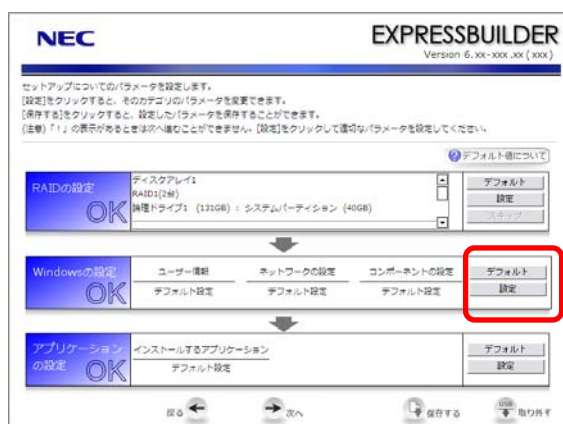 NEC
EXPRESSBUILDER
Version 6.xx-xxx.xx (xxx)
セットアップについてのパラメータを設定します。
[設定]をクリックすると、そのカテゴリのパラメータを変更できます。
[保存する]をクリックすると、設定したパラメータを保存することができます。
(注意)「！」の表示があるときは次へ進むことができません。[設定]をクリックして適切なパラメータを設定してください。
デフォルト値について
RAIDの設定
OK
ディスクアレイ1
RAID1(2台)
論理ドライブ1 (131GB) : システムパーティション (40GB)
デフォルト
設定
スキップ
Windowsの設定
OK
ユーザー情報 ネットワークの設定 コンポーネントの設定
デフォルト設定 デフォルト設定 デフォルト設定
デフォルト
設定
アプリケーション
の設定 OK
インストールするアプリケーション
デフォルト設定
デフォルト
設定
戻る 次へ 保存する USB 取り外す